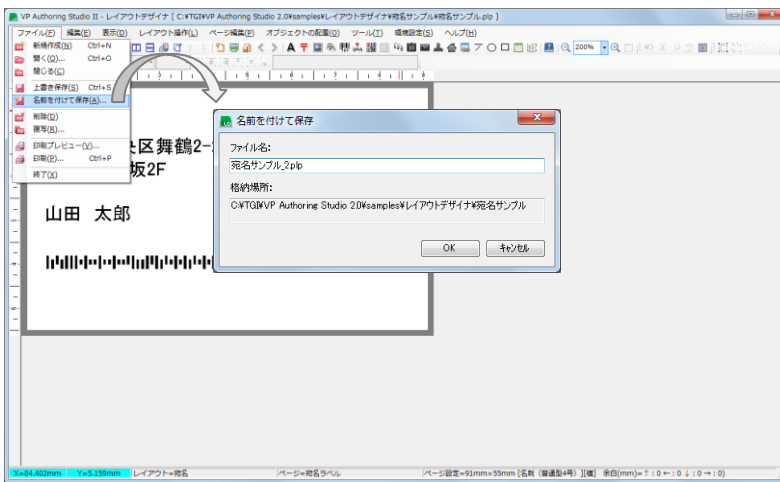 VP Authoring Studio II - レイアウトデザイナ [ C:¥TGI¥VP Authoring Studio 2.0¥samples¥レイアウトデザイナ¥宛名サンプル¥宛名サンプル.plp ]
ファイル(F) 編集(E) 表示(D) レイアウト操作(L) ページ編集(P) オブジェクトの配置(O) ツール(T) 環境設定(S) ヘルプ(H)
新規作成(N) Ctrl+N
開く(O)... Ctrl+O
閉じる(C)
上書き保存(S) Ctrl+S
名前を付けて保存(A)...
削除(D)
複写(B)...
印刷プレビュー(V)...
印刷(P)... Ctrl+P
終了(X)
200%
区舞鶴2-
坂2F
山田 太郎
名前を付けて保存
ファイル名:
宛名サンプル_2.plp
格納場所:
C:¥TGI¥VP Authoring Studio 2.0¥samples¥レイアウトデザイナ¥宛名サンプル
OK キャンセル
X=84.402mm Y=5.159mm レイアウト=宛名 ページ=宛名ラベル ページ設定=91mm×55mm [名刺（普通型4号）][横] 余白(mm)=↑:0 ←:0 ↓:0 →:0)